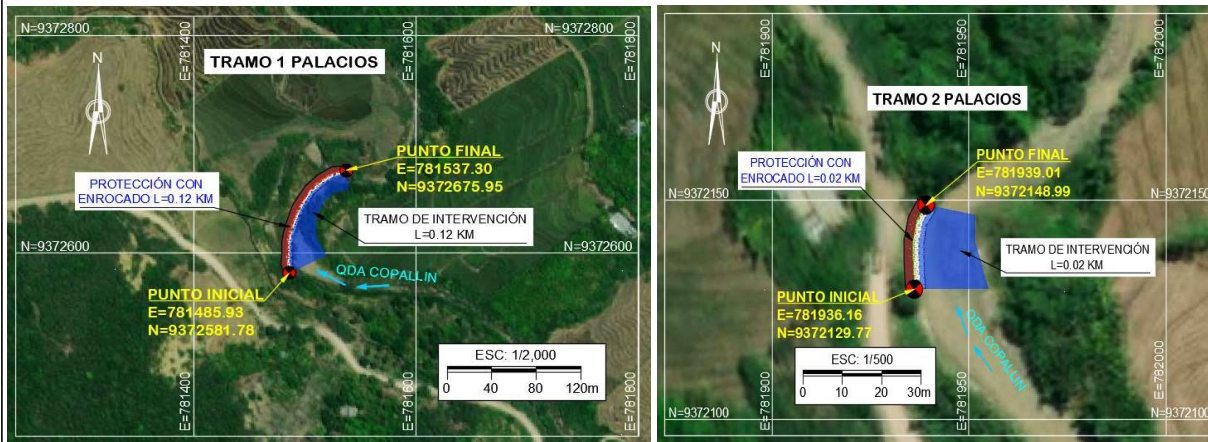 N=9372800
E=781400
E=781600
E=781800
TRAMO 1 PALACIOS
PUNTO FINAL
E=781537.30
N=9372675.95
PROTECCIÓN CON
ENROCADO L=0.12 KM
TRAMO DE INTERVENCIÓN
L=0.12 KM
N=9372600
QDA COPALLIN
PUNTO INICIAL
E=781485.93
N=9372581.78
ESC: 1/2,000
0 40 80 120m
E=781400
E=781600
E=781800
E=781900
E=781950
E=782000
TRAMO 2 PALACIOS
PUNTO FINAL
E=781939.01
N=9372148.99
PROTECCIÓN CON
ENROCADO L=0.02 KM
N=9372150
N=9372150
TRAMO DE INTERVENCIÓN
L=0.02 KM
PUNTO INICIAL
E=781936.16
N=9372129.77
QDA COPALLIN
ESC: 1/500
0 10 20 30m
N=9372100
N=9372100
E=781900
E=781950
E=782000